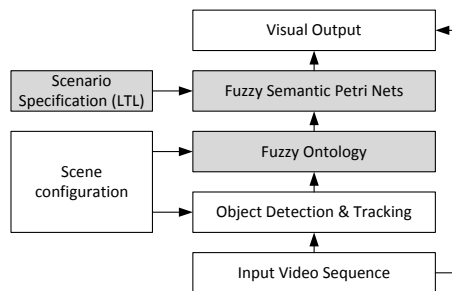 Visual Output
Scenario
Specification (LTL)
Fuzzy Semantic Petri Nets
Scene
configuration
Fuzzy Ontology
Object Detection & Tracking
Input Video Sequence